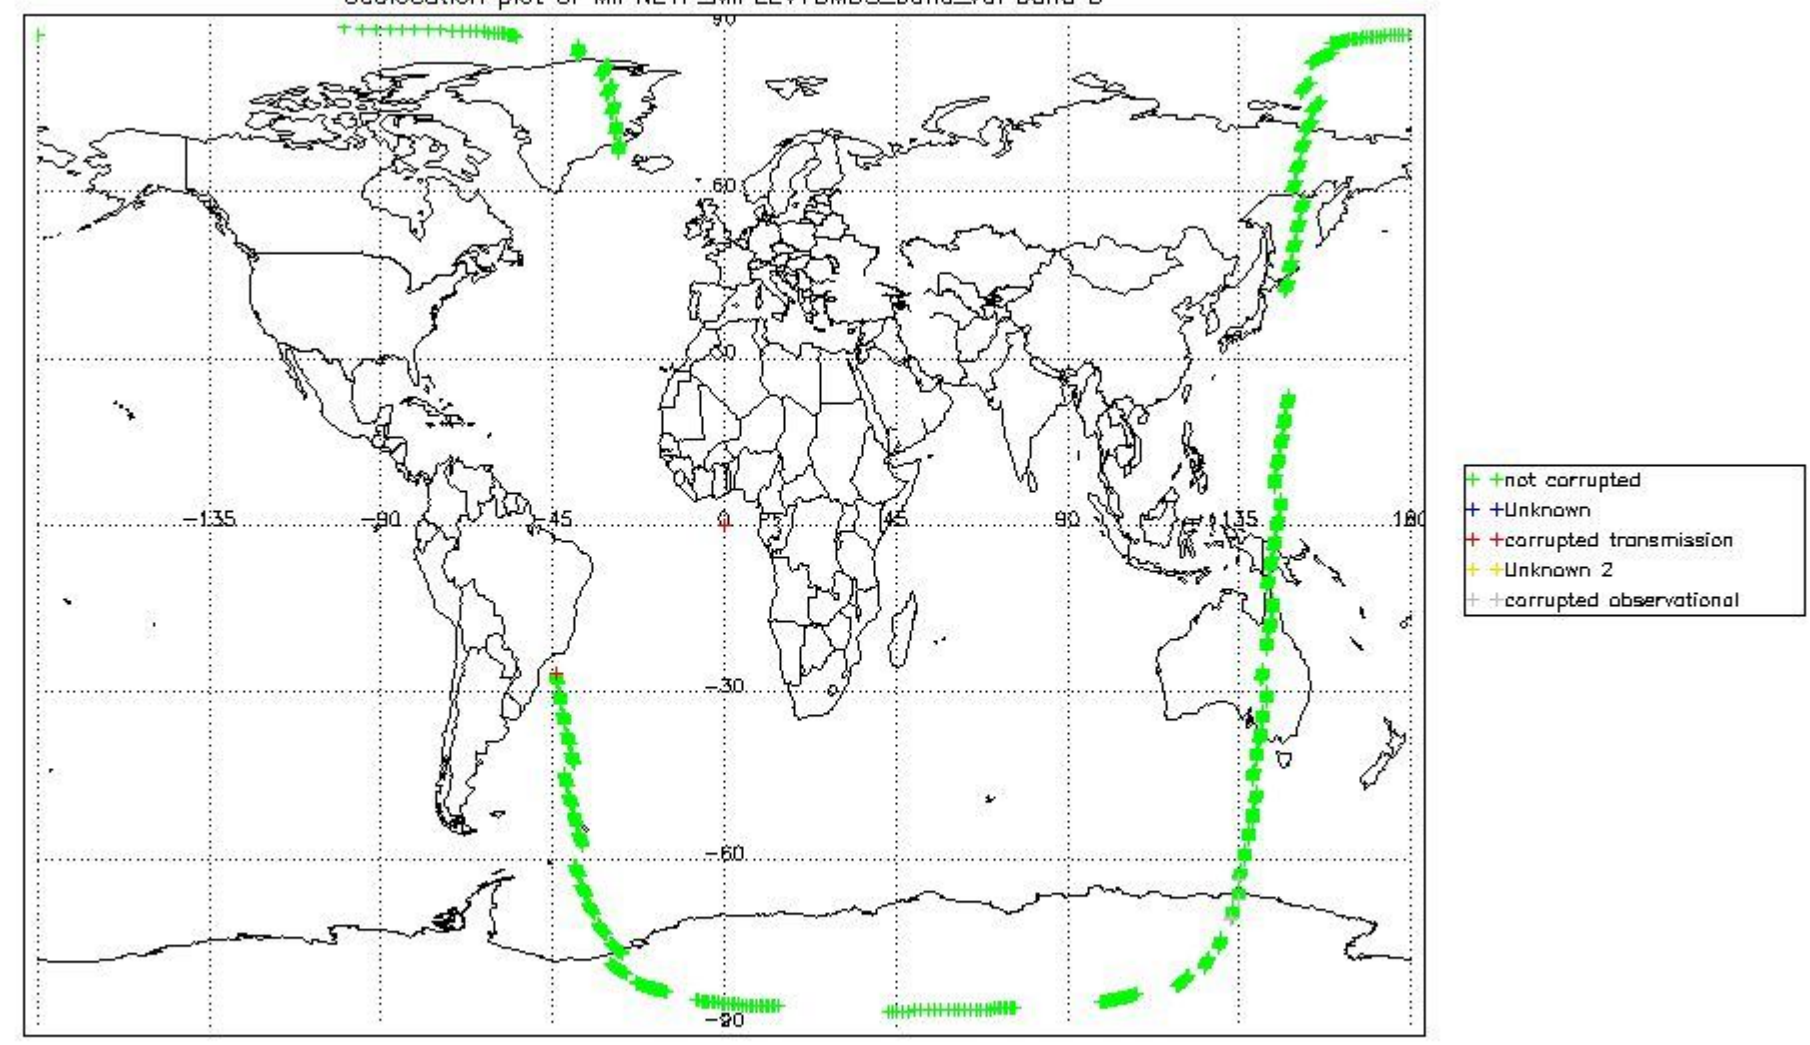 90
60
30
-135
-90
-45
0
45
90
135
180
-30
-60
-90
not corrupted
Unknown
corrupted transmission
Unknown 2
corrupted observational